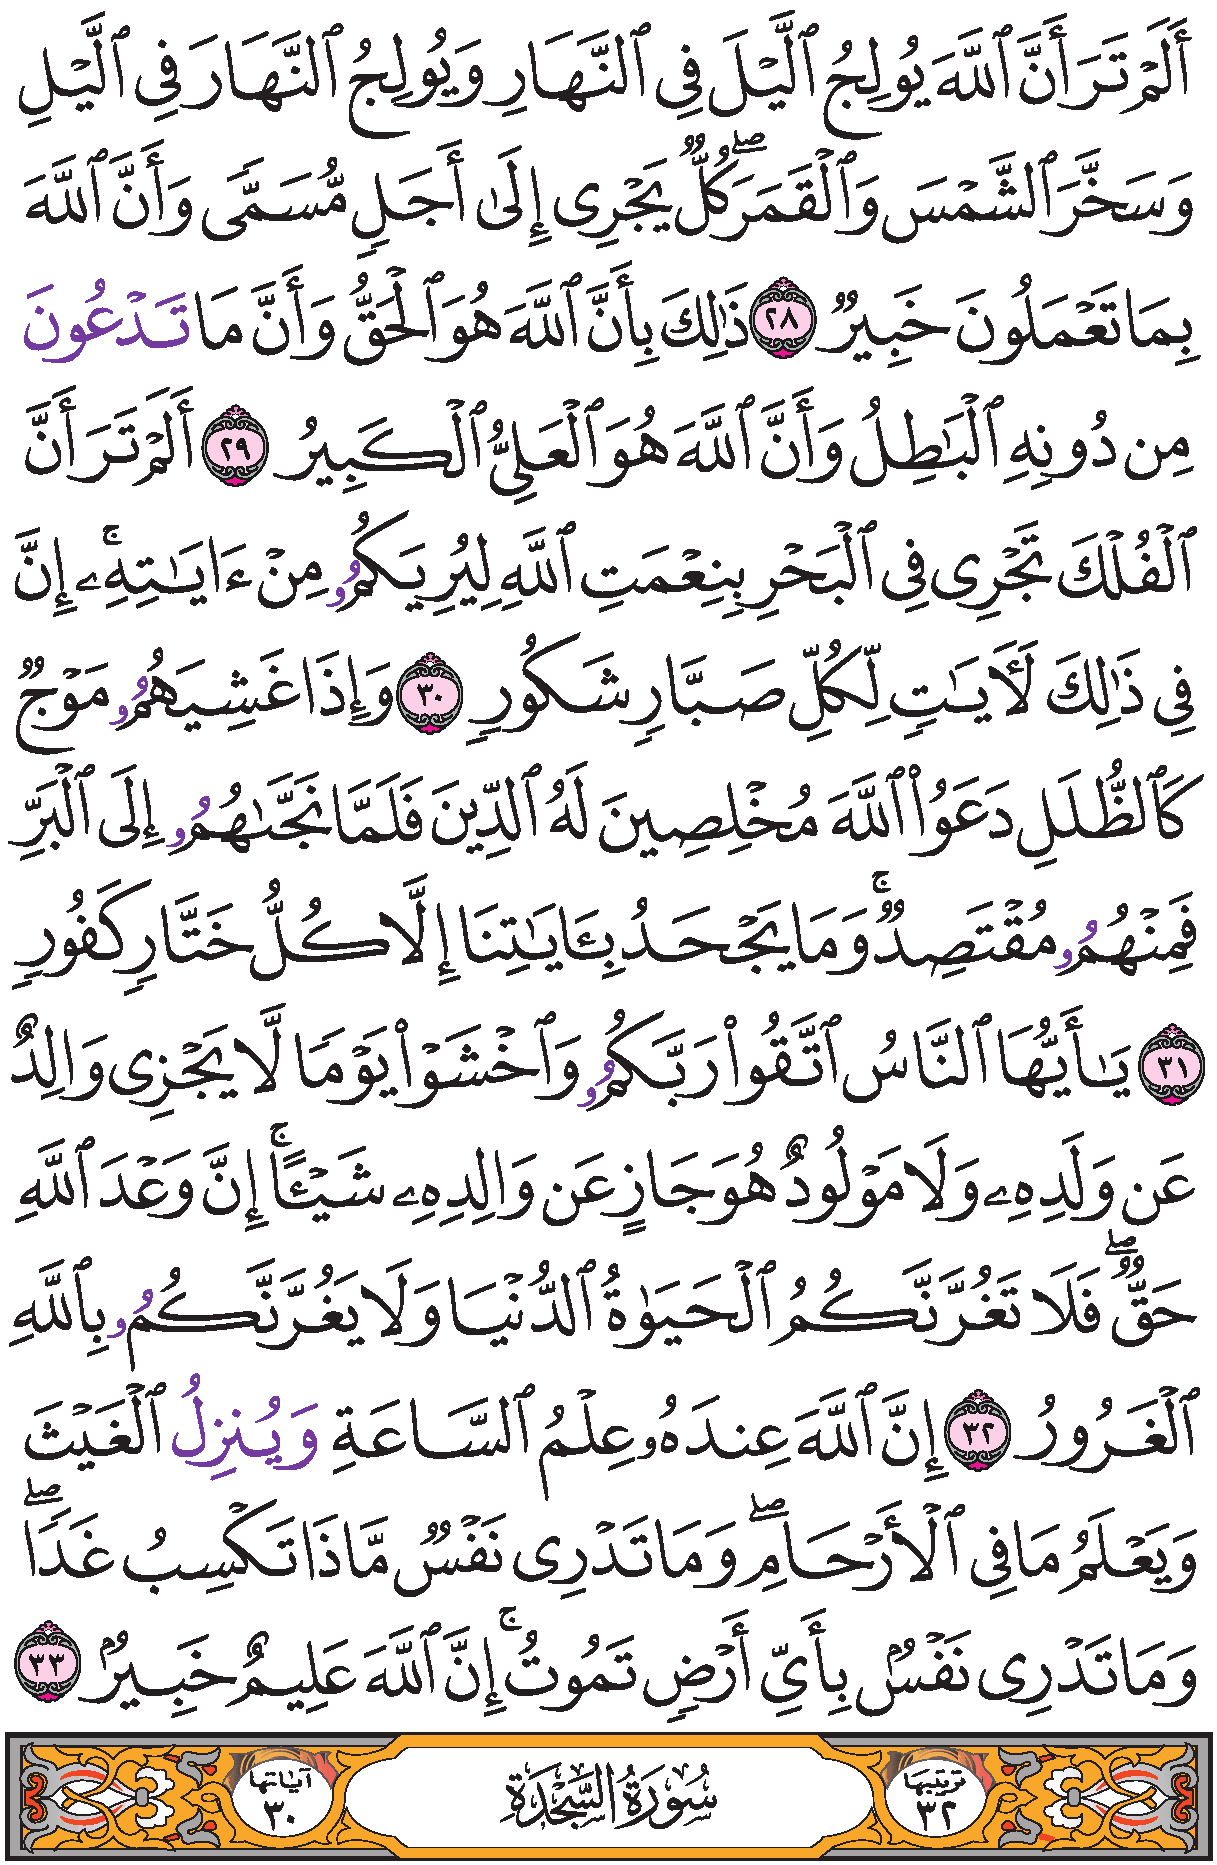 أَلَمْ تَرَ أَنَّ ٱللَّهَ يُولِجُ ٱلَّيْلَ فِى ٱلنَّهَارِ وَيُولِجُ ٱلنَّهَارَ فِى ٱلَّيْلِ
وَسَخَّرَ ٱلشَّمْسَ وَٱلْقَمَرَۖ كُلٌّ يَجْرِى إِلَىٰ أَجَلٍ مُّسَمًّى وَأَنَّ ٱللَّهَ
بِمَا تَعْمَلُونَ خَبِيرٌ ٢٨ ذَٰلِكَ بِأَنَّ ٱللَّهَ هُوَ ٱلْحَقُّ وَأَنَّ مَا تَدْعُونَ
مِن دُونِهِ ٱلْبَٰطِلُ وَأَنَّ ٱللَّهَ هُوَ ٱلْعَلِىُّ ٱلْكَبِيرُ ٢٩ أَلَمْ تَرَ أَنَّ
ٱلْفُلْكَ تَجْرِى فِى ٱلْبَحْرِ بِنِعْمَتِ ٱللَّهِ لِيُرِيَكُمُۥ مِنْ ءَايَٰتِهِۦۚ إِنَّ
فِى ذَٰلِكَ لَأَيَٰتٍ لِّكُلِّ صَبَّارٍ شَكُورٍ ٣٠ وَإِذَا غَشِيَهُمُۥ مَوْجٌ
كَٱلظُّلَلِ دَعَوُا۟ ٱللَّهَ مُخْلِصِينَ لَهُ ٱلدِّينَ فَلَمَّا نَجَّىٰهُمُۥ إِلَى ٱلْبَرِّ
فَمِنْهُمُۥ مُقْتَصِدٌۚ وَمَا يَجْحَدُ بِـَٔايَٰتِنَا إِلَّا كُلُّ خَتَّارٍ كَفُورٍ
٣١ يَٰأَيُّهَا ٱلنَّاسُ ٱتَّقُوا۟ رَبَّكُمُۥ وَٱخْشَوْا۟ يَوْمًا لَّا يَجْزِى وَالِدٌ
عَن وَلَدِهِۦ وَلَا مَوْلُودٌ هُوَ جَازٍ عَن وَالِدِهِۦ شَيْـًٔاۚ إِنَّ وَعْدَ ٱللَّهِ
حَقٌّۖ فَلَا تَغُرَّنَّكُمُ ٱلْحَيَوٰةُ ٱلدُّنْيَا وَلَا يَغُرَّنَّكُمُۥ بِٱللَّهِ
ٱلْغَرُورُ ٣٢ إِنَّ ٱللَّهَ عِندَهُۥ عِلْمُ ٱلسَّاعَةِ وَيُنزِلُ ٱلْغَيْثَ
وَيَعْلَمُ مَا فِى ٱلْأَرْحَامِۖ وَمَا تَدْرِى نَفْسٌ مَّاذَا تَكْسِبُ غَدًاۖ
وَمَا تَدْرِى نَفْسٌ بِأَىِّ أَرْضٍ تَمُوتُۚ إِنَّ ٱللَّهَ عَلِيمٌ خَبِيرٌ ٣٣
ترتيبها ٣٢ سُورَةُ السَّجْدَةِ آياتها ٣٠